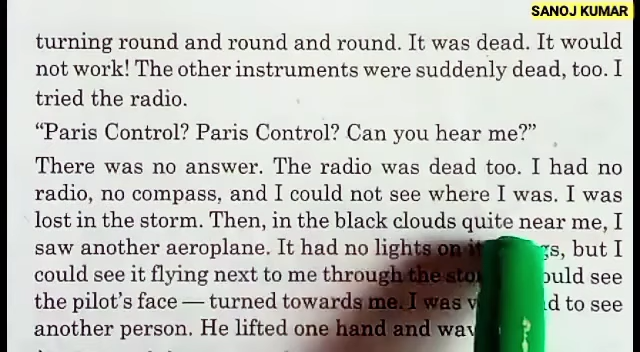 SANOJ KUMAR
turning round and round and round. It was dead. It would
not work! The other instruments were suddenly dead, too. I
tried the radio.
“Paris Control? Paris Control? Can you hear me?”
There was no answer. The radio was dead too. I had no
radio, no compass, and I could not see where I was. I was
lost in the storm. Then, in the black clouds quite near me, I
saw another aeroplane. It had no lights on but I
could see it flying next to me through the see
the pilot’s face — turned towards me. I was to see
another person. He lifted one hand and